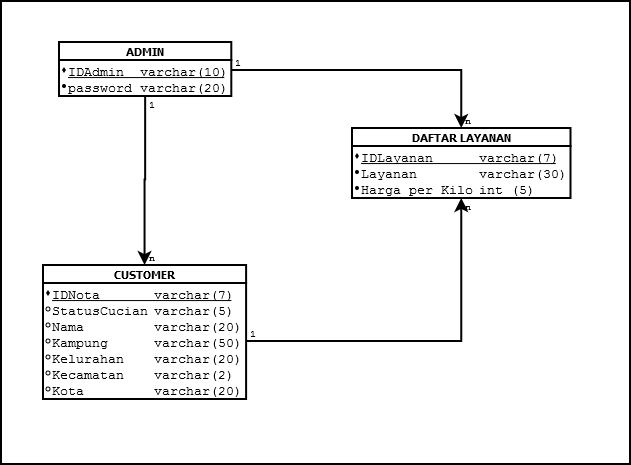 ADMIN
IDAdmin varchar(10)
password varchar(20)
1
1
n
DAFTAR LAYANAN
IDLayanan varchar(7)
Layanan varchar(30)
Harga per Kilo int (5)
n
n
CUSTOMER
IDNota varchar(7)
StatusCucian varchar(5)
Nama varchar(20)
Kampung varchar(50)
Kelurahan varchar(20)
Kecamatan varchar(2)
Kota varchar(20)
1